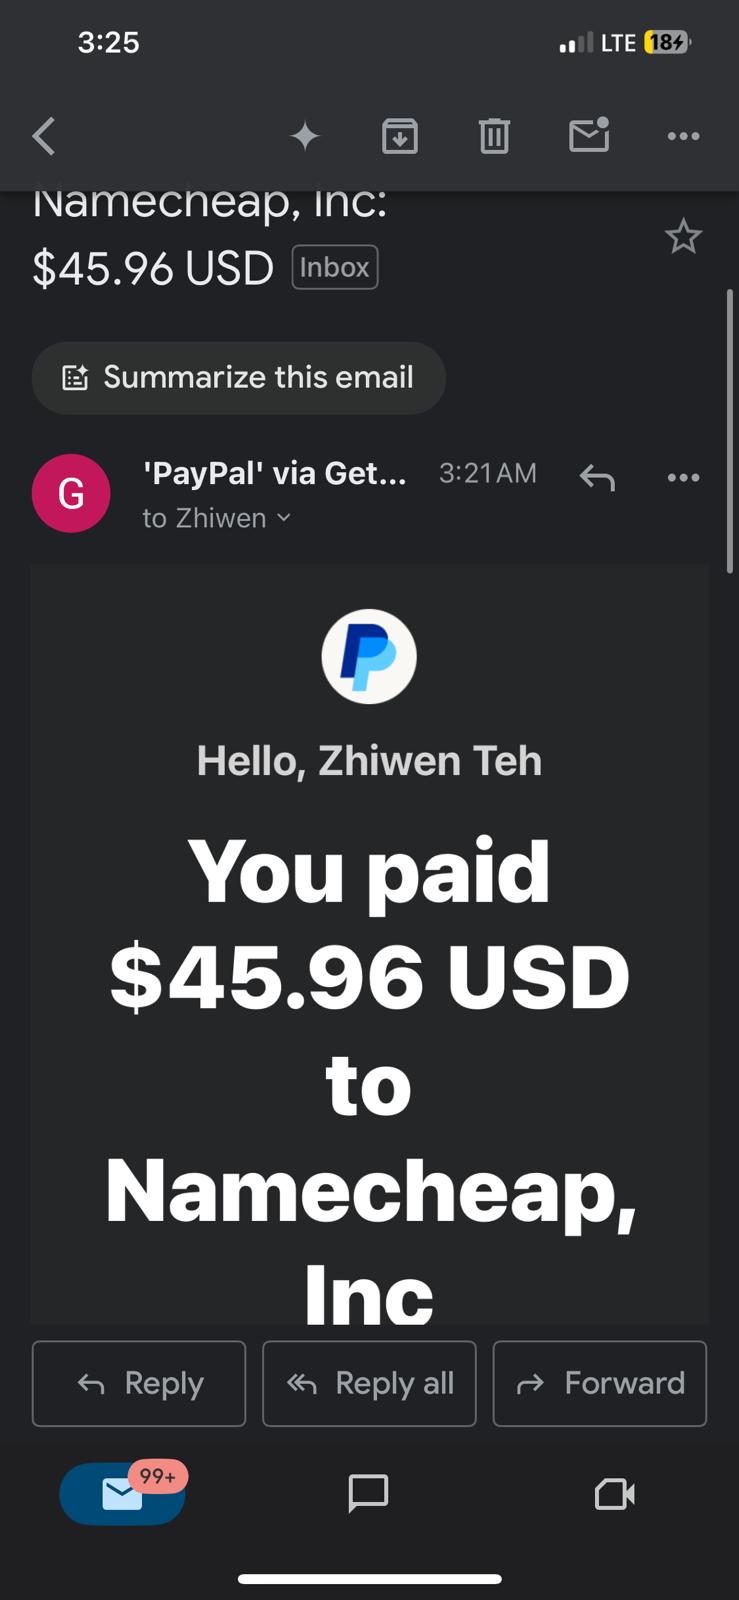 3:25
LTE
18
Namecheap, Inc:
$45.96 USD
Inbox
Summarize this email
G
'PayPal' via Get...
3:21 AM
to Zhiwen
Hello, Zhiwen Teh
You paid
$45.96 USD
to
Namecheap,
Inc
Reply
Reply all
Forward
99+